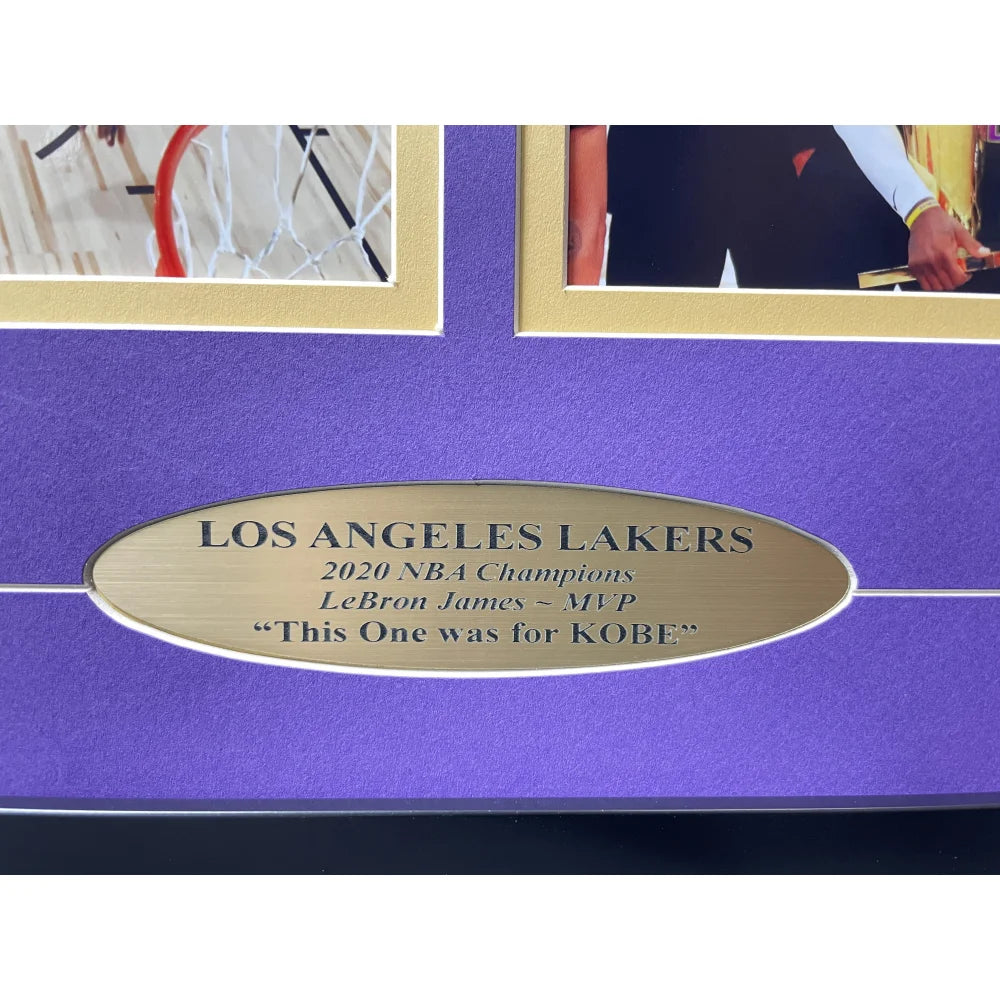 LOS ANGELES LAKERS
2020 NBA Champions
LeBron James ~ MVP
“This One was for KOBE”